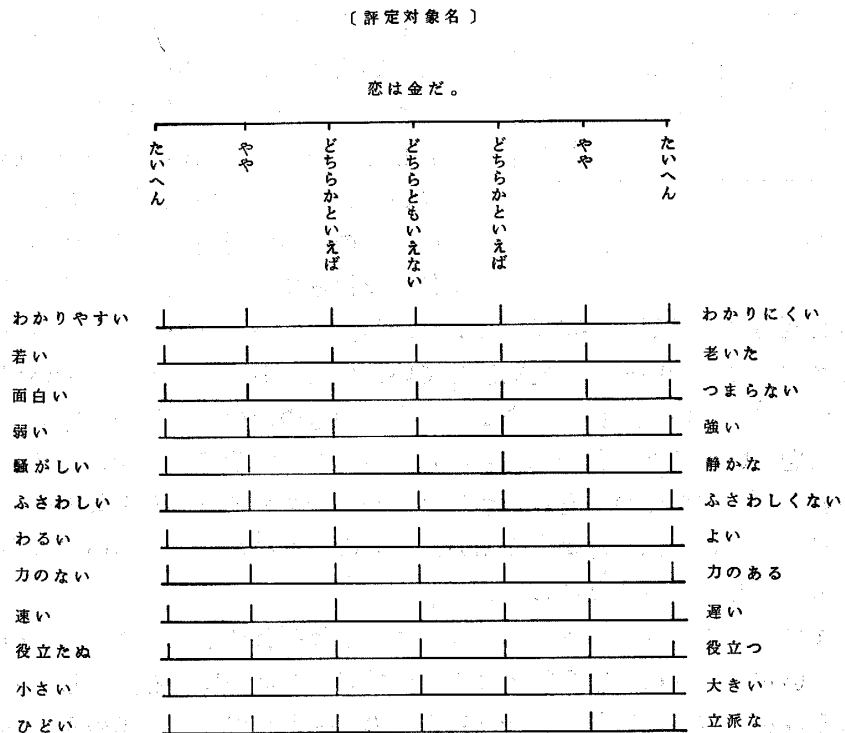 〔評定対象名〕
恋は金だ。
たいへん
やや
どちらかといえば
どちらともいえない
どちらかといえば
やや
たいへん
わかりやすい わかりにくい
若い 老いた
面白い つまらない
弱い 強い
騒がしい 静かな
ふさわしい ふさわしくない
わるい よい
力のない 力のある
速い 遅い
役立たぬ 役立つ
小さい 大きい
ひどい 立派な